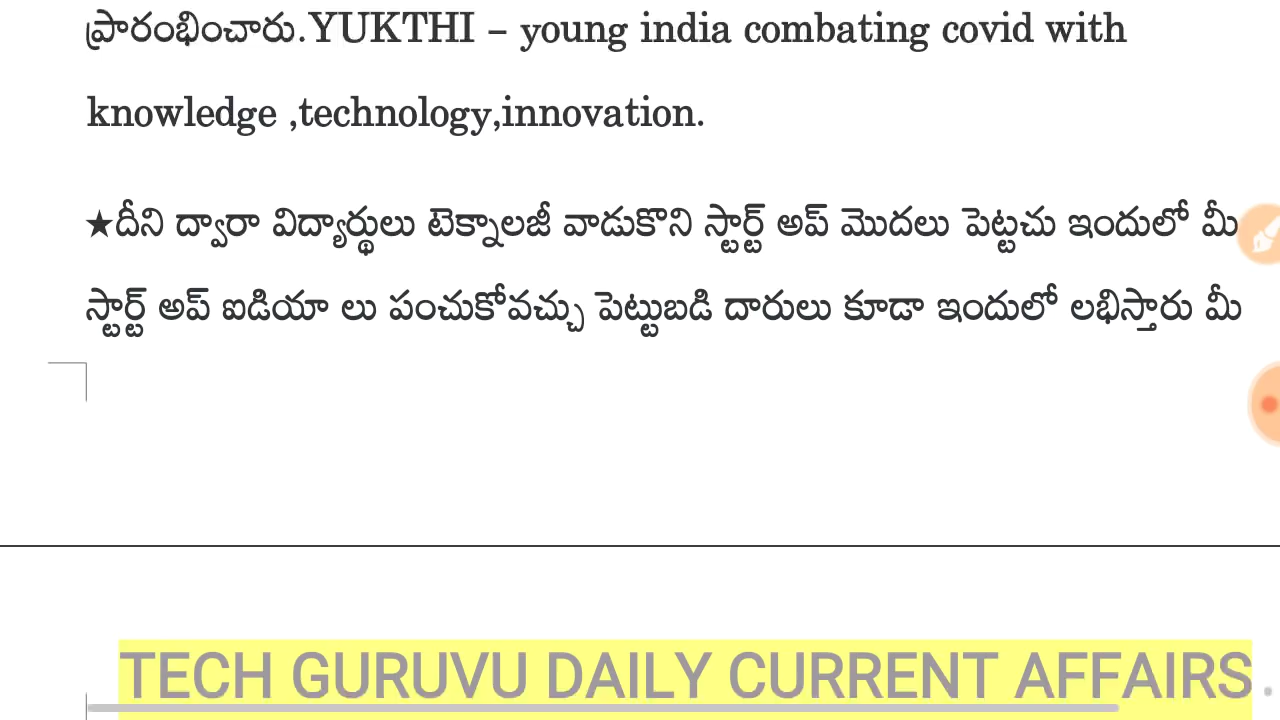 ప్రారంభించారు.YUKTHI – young india combating covid with
knowledge ,technology,innovation.
★దీని ద్వారా విద్యార్థులు టెక్నాలజీ వాడుకొని స్టార్ట్ అప్ మొదలు పెట్టచు ఇందులో మీ
స్టార్ట్ అప్ ఐడియా లు పంచుకోవచ్చు పెట్టుబడి దారులు కూడా ఇందులో లభిస్తారు మీ
TECH GURUVU DAILY CURRENT AFFAIRS